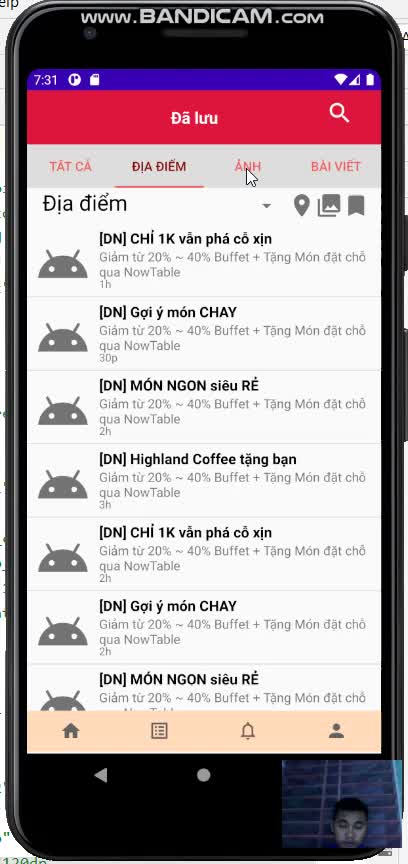 elp
www.BANDICAM.com
7:31
Đã lưu
TẤT CẢ ĐỊA ĐIỂM ẢNH BÀI VIẾT
Địa điểm
[DN] CHỈ 1K vẫn phá cỗ xịn
Giảm từ 20% ~ 40% Buffet + Tặng Món đặt chỗ
qua NowTable
1h
[DN] Gợi ý món CHAY
Giảm từ 20% ~ 40% Buffet + Tặng Món đặt chỗ
qua NowTable
30p
[DN] MÓN NGON siêu RẺ
Giảm từ 20% ~ 40% Buffet + Tặng Món đặt chỗ
qua NowTable
2h
[DN] Highland Coffee tặng bạn
Giảm từ 20% ~ 40% Buffet + Tặng Món đặt chỗ
qua NowTable
3h
[DN] CHỈ 1K vẫn phá cỗ xịn
Giảm từ 20% ~ 40% Buffet + Tặng Món đặt chỗ
qua NowTable
2h
[DN] Gợi ý món CHAY
Giảm từ 20% ~ 40% Buffet + Tặng Món đặt chỗ
qua NowTable
2h
[DN] MÓN NGON siêu RẺ
Giảm từ 20% ~ 40% Buffet + Tặng Món đặt chỗ
120dp"